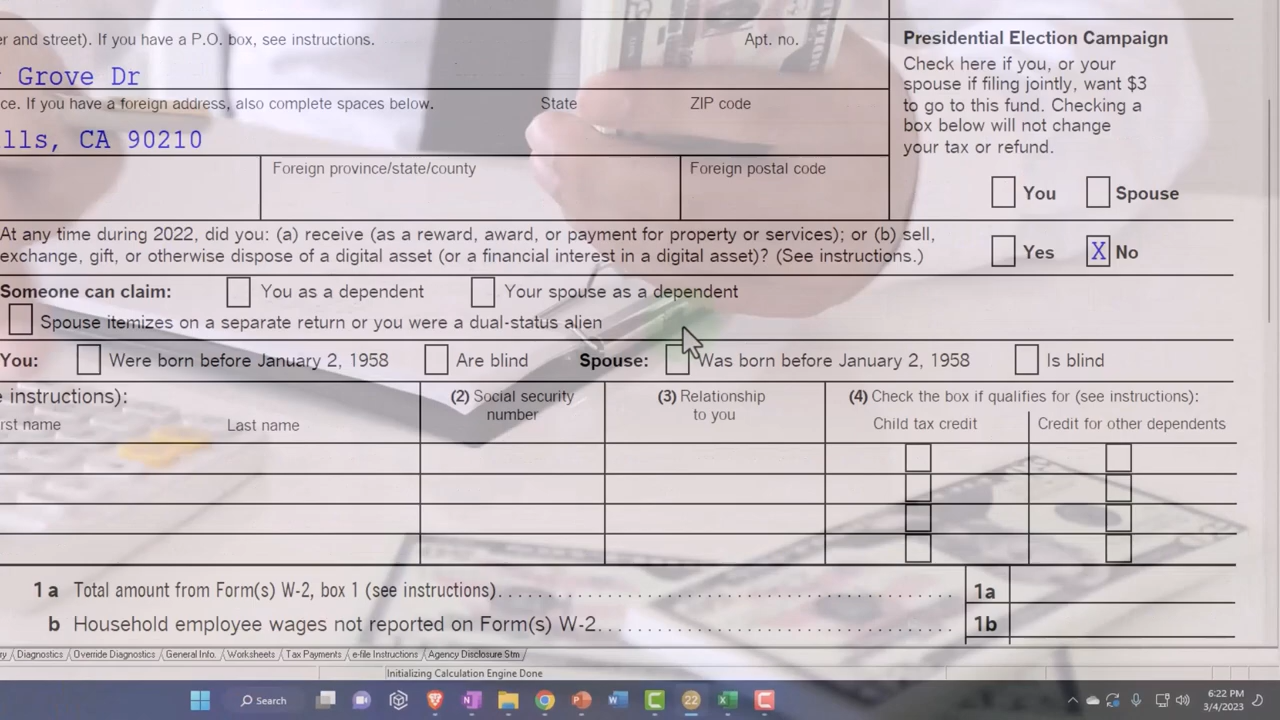 er and street). If you have a P.O. box, see instructions. Apt. no.
Grove Dr
ce. If you have a foreign address, also complete spaces below. State ZIP code
lls, CA 90210
Foreign province/state/county Foreign postal code
Presidential Election Campaign
Check here if you, or your
spouse if filing jointly, want $3
to go to this fund. Checking a
box below will not change
your tax or refund.
You Spouse
At any time during 2022, did you: (a) receive (as a reward, award, or payment for property or services); or (b) sell,
exchange, gift, or otherwise dispose of a digital asset (or a financial interest in a digital asset)? (See instructions.) Yes X No
Someone can claim: You as a dependent Your spouse as a dependent
Spouse itemizes on a separate return or you were a dual-status alien
You: Were born before January 2, 1958 Are blind Spouse: Was born before January 2, 1958 Is blind
e instructions): (2) Social security (3) Relationship (4) Check the box if qualifies for (see instructions):
number to you
rst name Last name Child tax credit Credit for other dependents
1a Total amount from Form(s) W-2, box 1 (see instructions) 1a
b Household employee wages not reported on Form(s) W-2 1b
ry Diagnostics Override Diagnostics General Info. Worksheets Tax Payments e-file Instructions Agency Disclosure Stm
Initializing Calculation Engine Done
Search 22 6:22 PM
3/4/2023